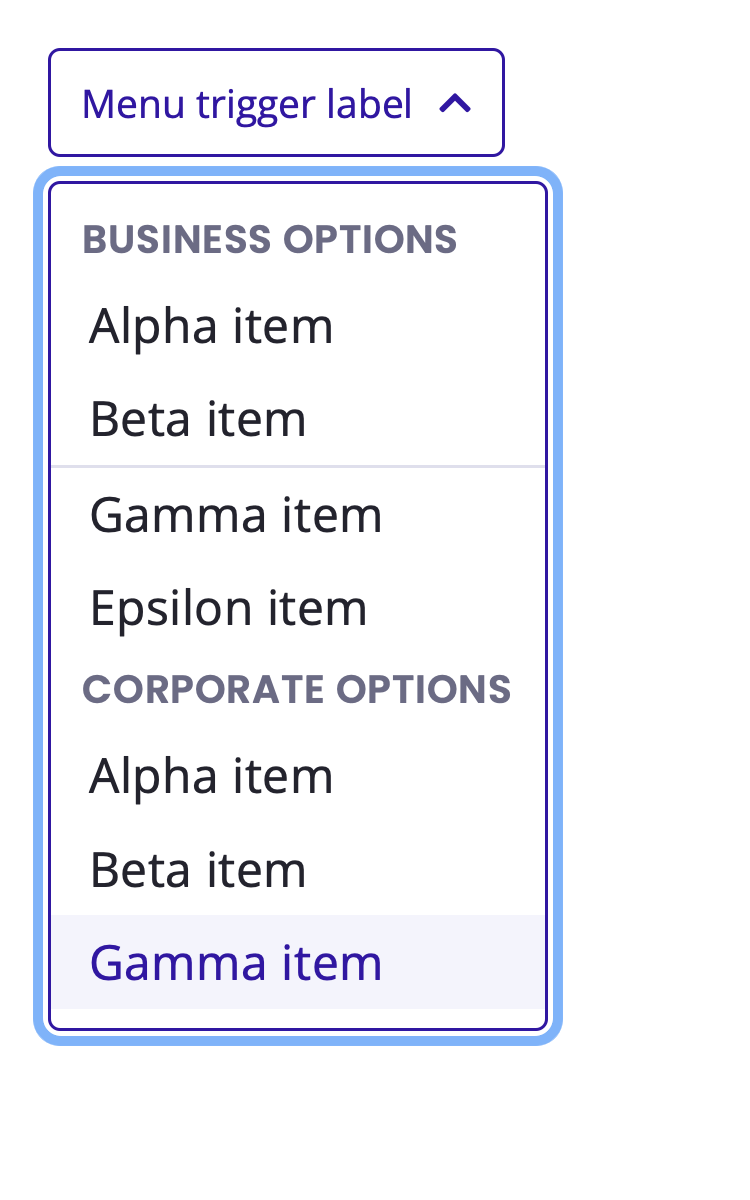 Menu trigger label
BUSINESS OPTIONS
Alpha item
Beta item
Gamma item
Epsilon item
CORPORATE OPTIONS
Alpha item
Beta item
Gamma item